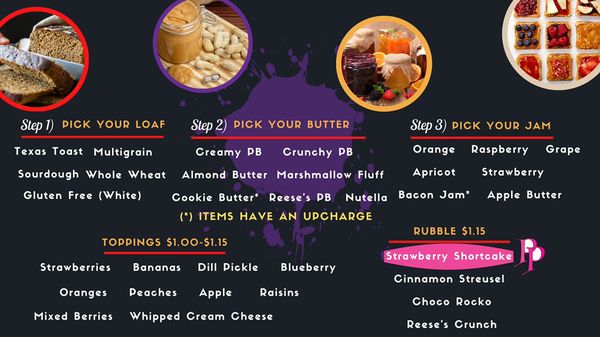 Step 1) PICK YOUR LOAF
Texas Toast Multigrain
Sourdough Whole Wheat
Gluten Free (White)
Step 2) PICK YOUR BUTTER
Creamy PB Crunchy PB
Almond Butter Marshmallow Fluff
Cookie Butter* Reese's PB Nutella
(*) ITEMS HAVE AN UPCHARGE
Step 3) PICK YOUR JAM
Orange Raspberry Grape
Apricot Strawberry
Bacon Jam* Apple Butter
TOPPINGS $1.00-$1.15
Strawberries Bananas Dill Pickle Blueberry
Oranges Peaches Apple Raisins
Mixed Berries Whipped Cream Cheese
RUBBLE $1.15
Strawberry Shortcake PP
Cinnamon Streusel
Choco Rocko
Reese's Crunch